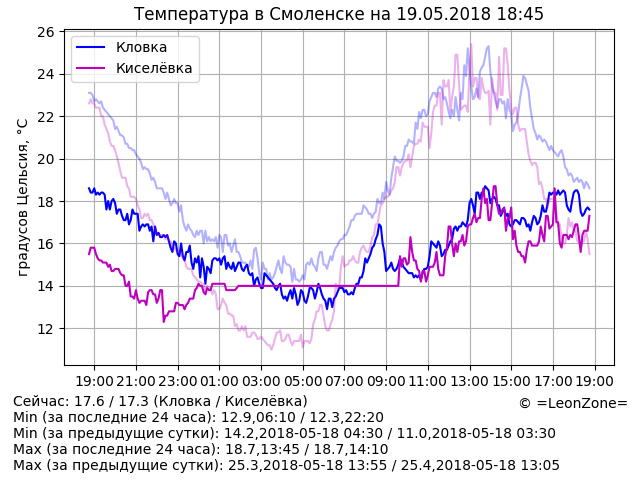 Температура в Смоленске на 19.05.2018 18:45
26
24
22
20
18
16
14
12
градусов Цельсия, °C
Кловка
Киселёвка
19:00 21:00 23:00 01:00 03:00 05:00 07:00 09:00 11:00 13:00 15:00 17:00 19:00
Сейчас: 17.6 / 17.3 (Кловка / Киселёвка)
© =LeonZone=
Min (за последние 24 часа): 12.9,06:10 / 12.3,22:20
Min (за предыдущие сутки): 14.2,2018-05-18 04:30 / 11.0,2018-05-18 03:30
Max (за последние 24 часа): 18.7,13:45 / 18.7,14:10
Max (за предыдущие сутки): 25.3,2018-05-18 13:55 / 25.4,2018-05-18 13:05